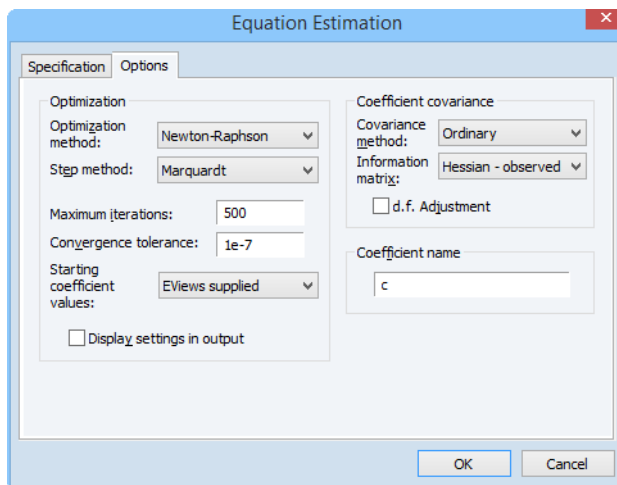 Equation Estimation
Specification
Options
Optimization
Optimization
method:
Newton-Raphson
Step method:
Marquardt
Maximum iterations:
500
Convergence tolerance:
1e-7
Starting
coefficient
values:
EViews supplied
Display settings in output
Coefficient covariance
Covariance
method:
Ordinary
Information
matrix:
Hessian - observed
d.f. Adjustment
Coefficient name
c
OK
Cancel